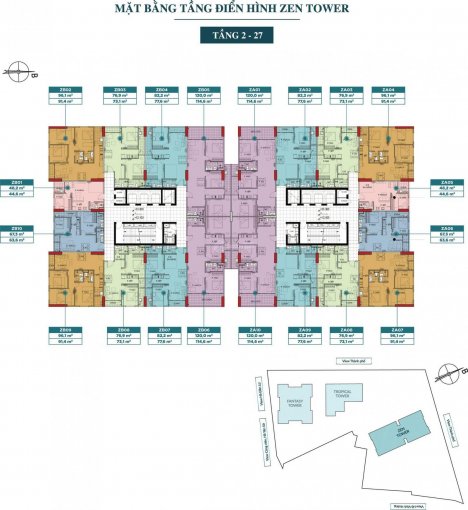 MẶT BẰNG TẦNG ĐIỂN HÌNH ZEN TOWER
TẦNG 2 - 27
B
ZB02 ZB03 ZB04 ZB05 ZA01 ZA02 ZA03 ZA04
96,1 m² 76,9 m² 82,2 m² 120,0 m² 120,0 m² 82,2 m² 76,9 m² 96,1 m²
91,4 m² 73,1 m² 77,6 m² 114,6 m² 114,6 m² 77,6 m² 73,1 m² 91,4 m²
ZB01 ZA05
48,2 m² 48,2 m²
44,6 m² 44,6 m²
ZB10 ZA06
67,3 m² 67,3 m²
63,6 m² 63,6 m²
ZB09 ZB08 ZB07 ZB06 ZA10 ZA09 ZA08 ZA07
96,1 m² 76,9 m² 82,2 m² 120,0 m² 120,0 m² 82,2 m² 76,9 m² 96,1 m²
91,4 m² 73,1 m² 77,6 m² 114,6 m² 114,6 m² 77,6 m² 73,1 m² 91,4 m²
View Thành phố
B
FANTASY
TOWER
TROPICAL
TOWER
ZEN
TOWER